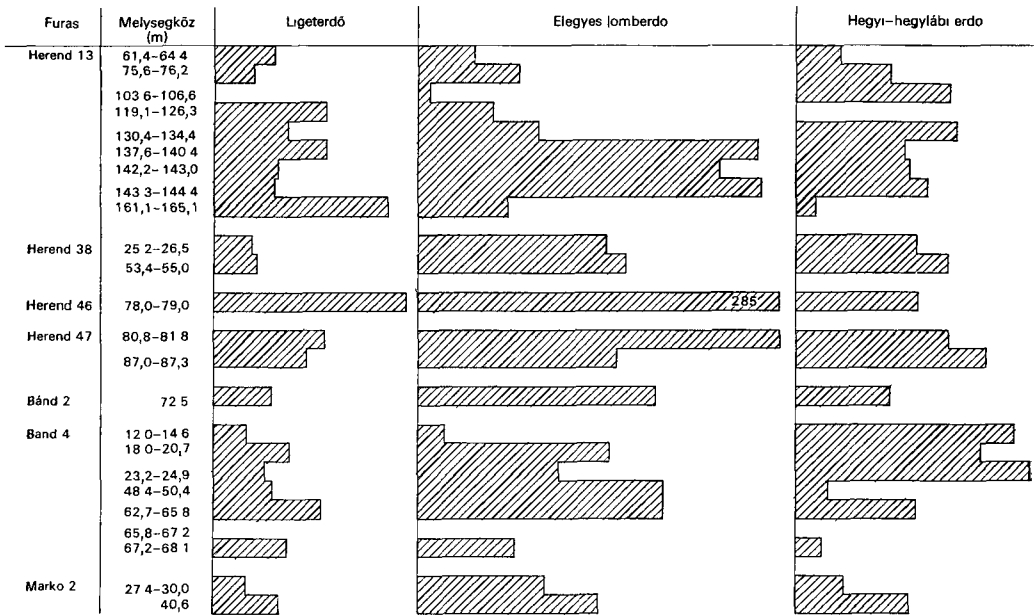 Furas Melysegköz (m) Ligeterdő Elegyes lomberdo Hegyi-hegylábi erdo
Herend 13 61,4-64 4
75,6-76,2
103 6-106,6
119,1-126,3
130,4-134,4
137,6-140 4
142,2-143,0
143 3-144 4
161,1-165,1
Herend 38 25 2-26,5
53,4-55,0
Herend 46 78,0-79,0 285
Herend 47 80,8-81 8
87,0-87,3
Bánd 2 72 5
Band 4 12 0-14 6
18 0-20,7
23,2-24,9
48 4-50,4
62,7-65 8
65,8-67 2
67,2-68 1
Marko 2 27 4-30,0
40,6